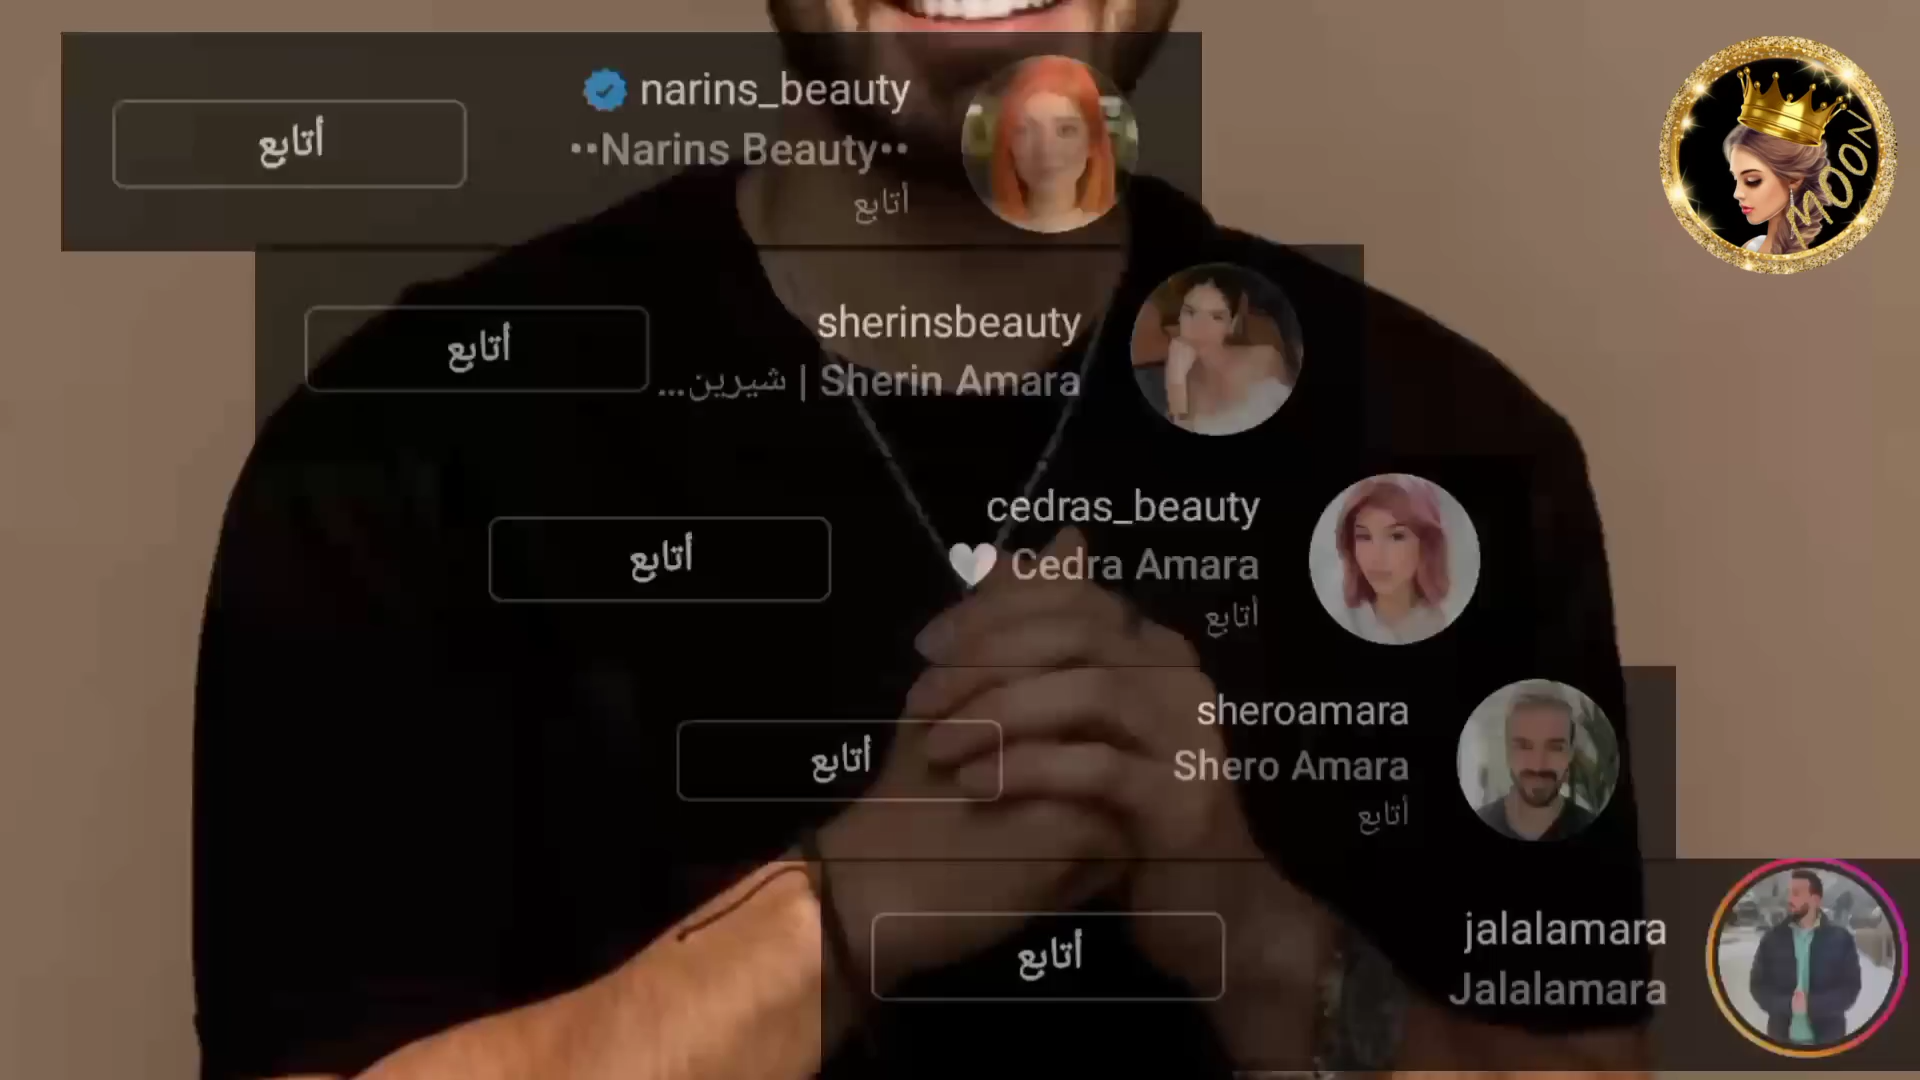 narins_beauty
••Narins Beauty••
أتابع
أتابع
sherinsbeauty
Sherin Amara | شيرين...
أتابع
cedras_beauty
Cedra Amara 🤍
أتابع
أتابع
sheroamara
Shero Amara
أتابع
أتابع
jalalamara
Jalalamara
أتابع
MOON